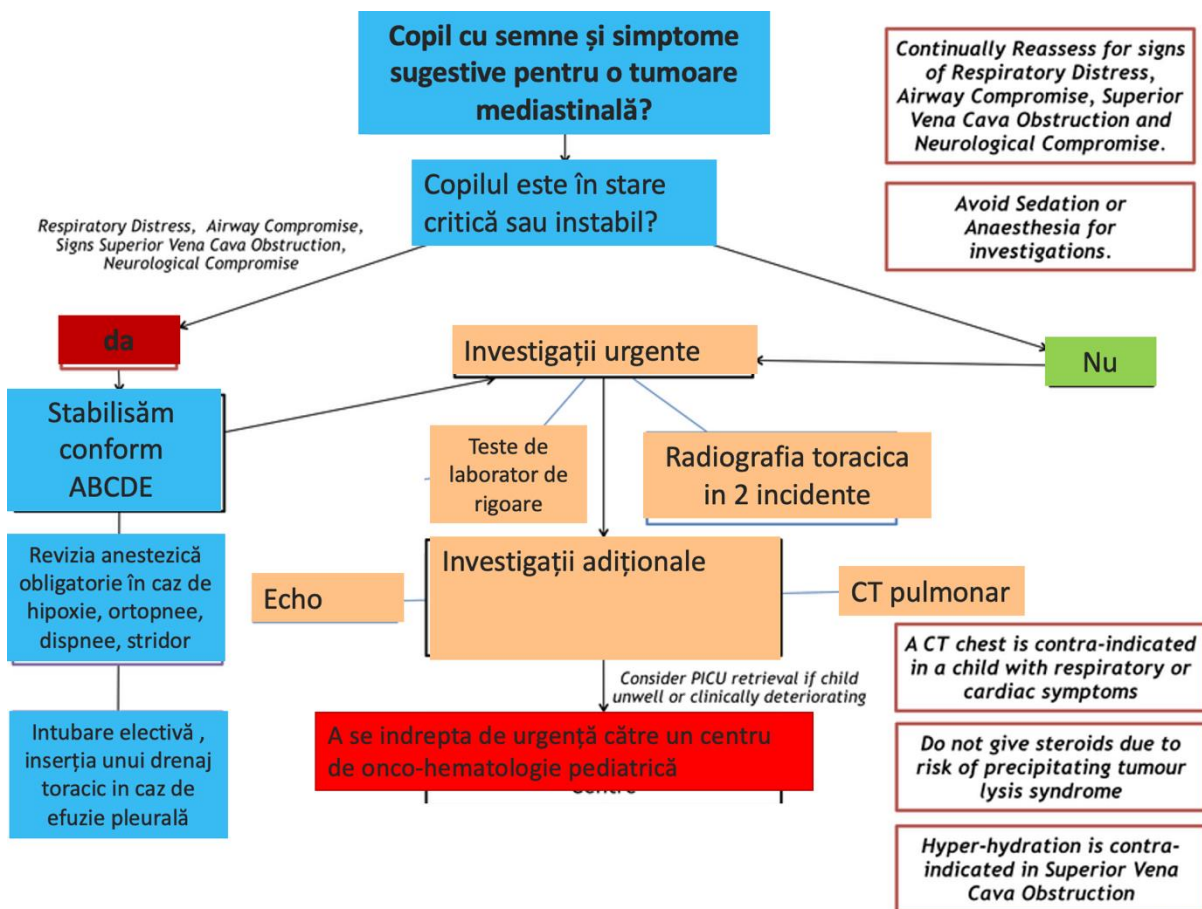 Copil cu semne și simptome
sugestive pentru o tumoare
mediastinală?
Continually Reassess for signs
of Respiratory Distress,
Airway Compromise, Superior
Vena Cava Obstruction and
Neurological Compromise.
Copilul este în stare
critică sau instabil?
Avoid Sedation or
Anaesthesia for
investigations.
Respiratory Distress, Airway Compromise,
Signs Superior Vena Cava Obstruction,
Neurological Compromise
da
Investigații urgente
Nu
Stabilisăm
conform
ABCDE
Teste de
laborator de
rigoare
Radiografia toracica
in 2 incidente
Revizia anestezică
obligatorie în caz de
hipoxie, ortopnee,
dispnee, stridor
Investigații adiționale
Echo
CT pulmonar
A CT chest is contra-indicated
in a child with respiratory or
cardiac symptoms
Consider PICU retrieval if child
unwell or clinically deteriorating
Intubare electivă ,
inserția unui drenaj
toracic in caz de
efuzie pleurală
A se indrepta de urgență către un centru
de onco-hematologie pediatrică
Do not give steroids due to
risk of precipitating tumour
lysis syndrome
Hyper-hydration is contra-
indicated in Superior Vena
Cava Obstruction